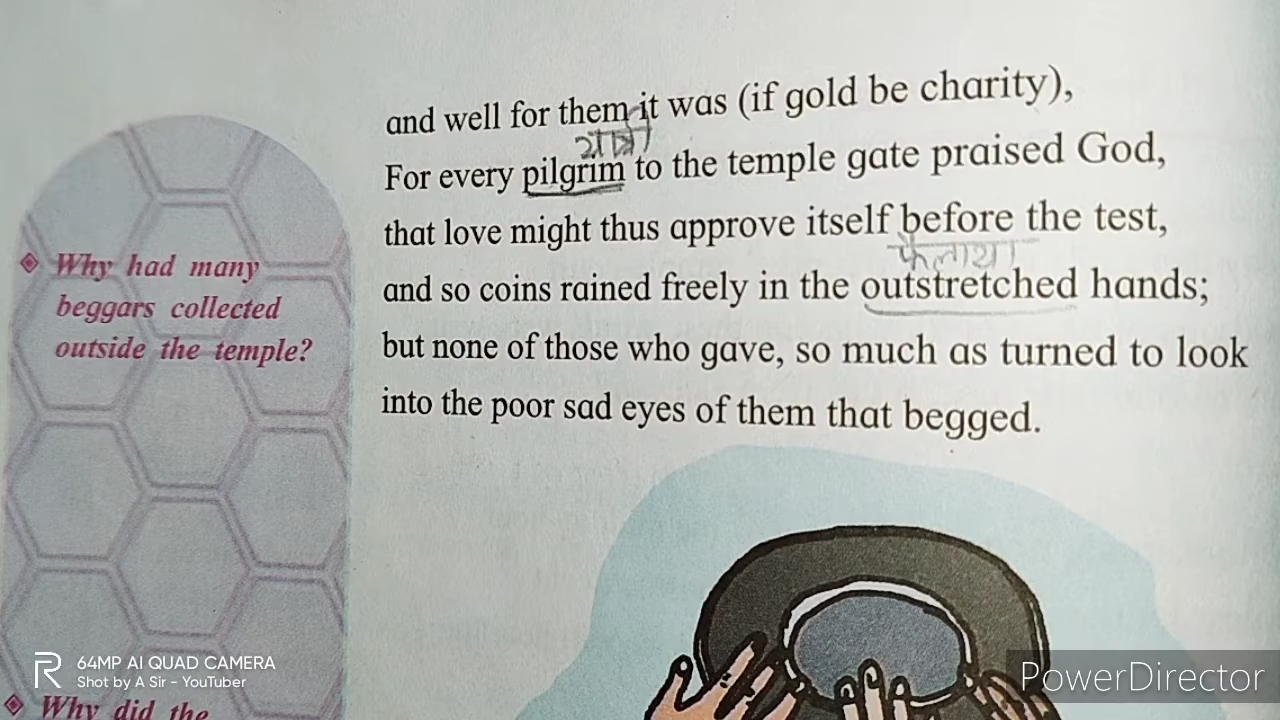 and well for them it was (if gold be charity),
यात्री
For every pilgrim to the temple gate praised God,
that love might thus approve itself before the test,
फैलाया
and so coins rained freely in the outstretched hands;
but none of those who gave, so much as turned to look
into the poor sad eyes of them that begged.
Why had many
beggars collected
outside the temple?
Why did the
64MP AI QUAD CAMERA
Shot by A Sir - YouTuber
PowerDirector